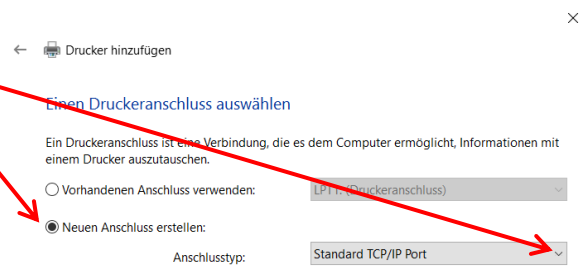 Drucker hinzufügen
Einen Druckeranschluss auswählen
Ein Druckeranschluss ist eine Verbindung, die es dem Computer ermöglicht, Informationen mit
einem Drucker auszutauschen.
Vorhandenen Anschluss verwenden: LPT1: (Druckeranschluss)
Neuen Anschluss erstellen:
Anschlusstyp: Standard TCP/IP Port